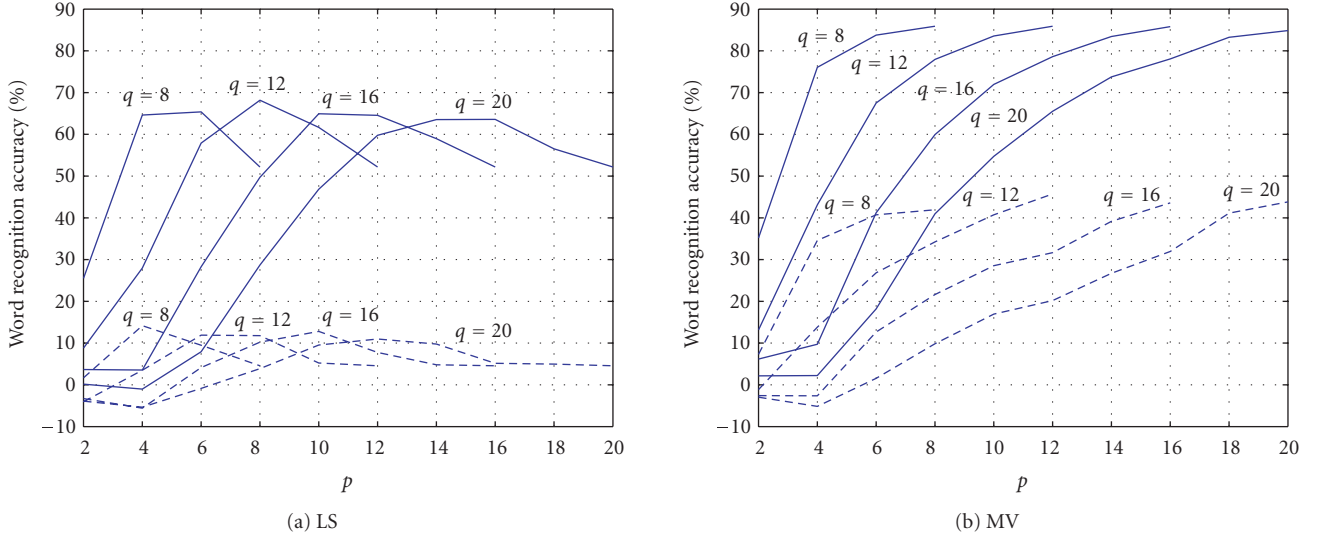 90
80
70
60
50
40
30
20
10
0
−10
Word recognition accuracy (%)
q = 8
q = 12
q = 16
q = 20
q = 8
q = 12
q = 16
q = 20
2 4 6 8 10 12 14 16 18 20
p
(a) LS
90
80
70
60
50
40
30
20
10
0
−10
Word recognition accuracy (%)
q = 8
q = 12
q = 16
q = 20
q = 8
q = 12
q = 16
q = 20
2 4 6 8 10 12 14 16 18 20
p
(b) MV